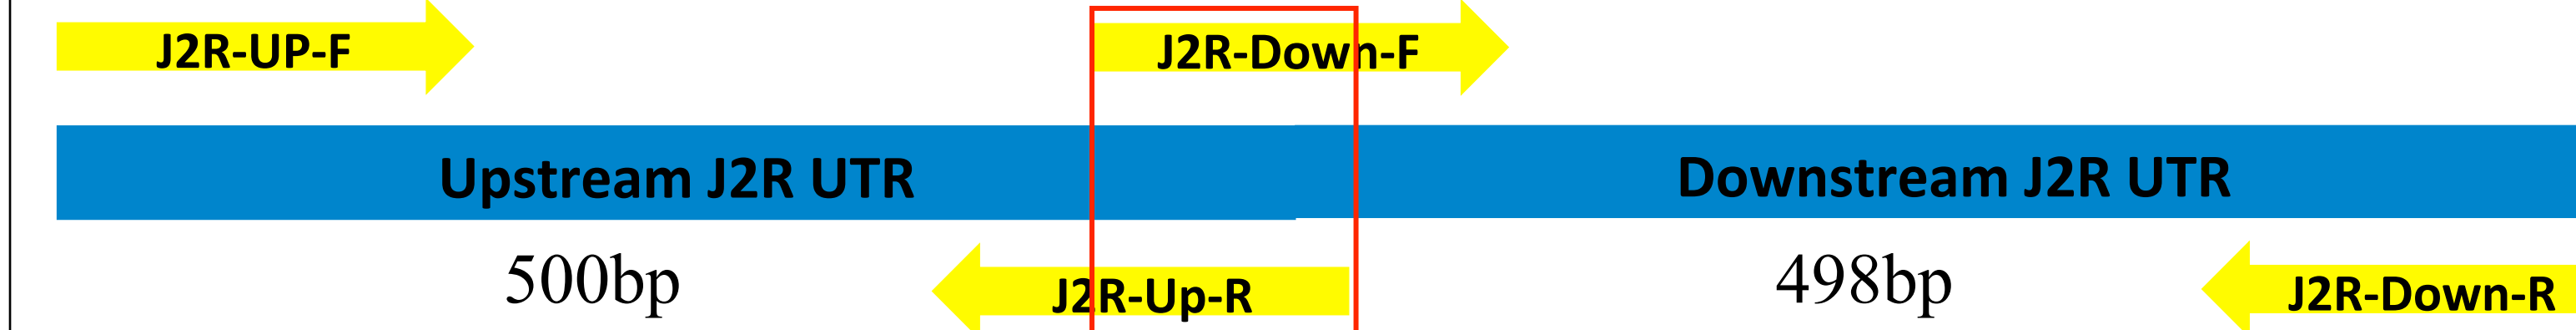 J2R-UP-F
J2R-Down-F
Upstream J2R UTR
Downstream J2R UTR
500bp
498bp
J2R-Up-R
J2R-Down-R